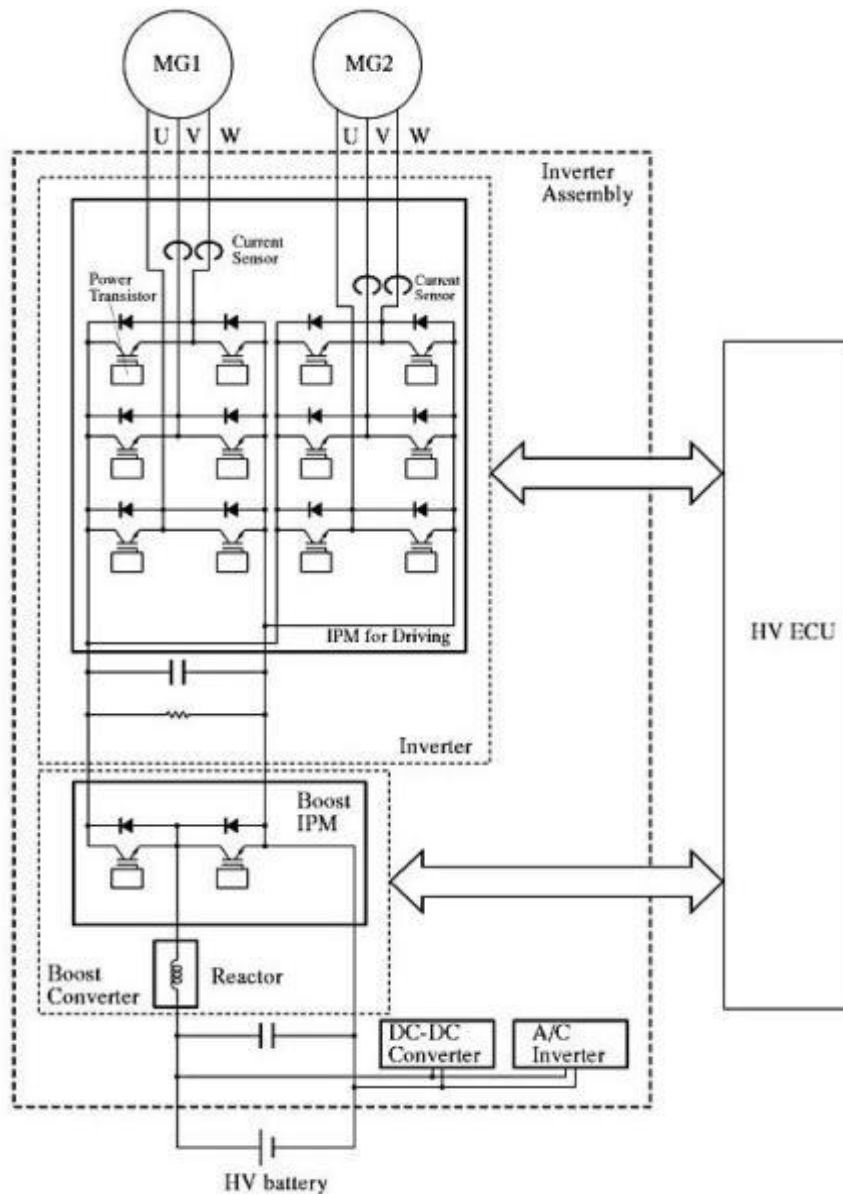 MG1
MG2
U V W
U V W
Inverter
Assembly
Current
Sensor
Power
Transistor
Current
Sensor
IPM for Driving
HV ECU
Inverter
Boost
IPM
Reactor
Boost
Converter
DC-DC
Converter
A/C
Inverter
HV battery